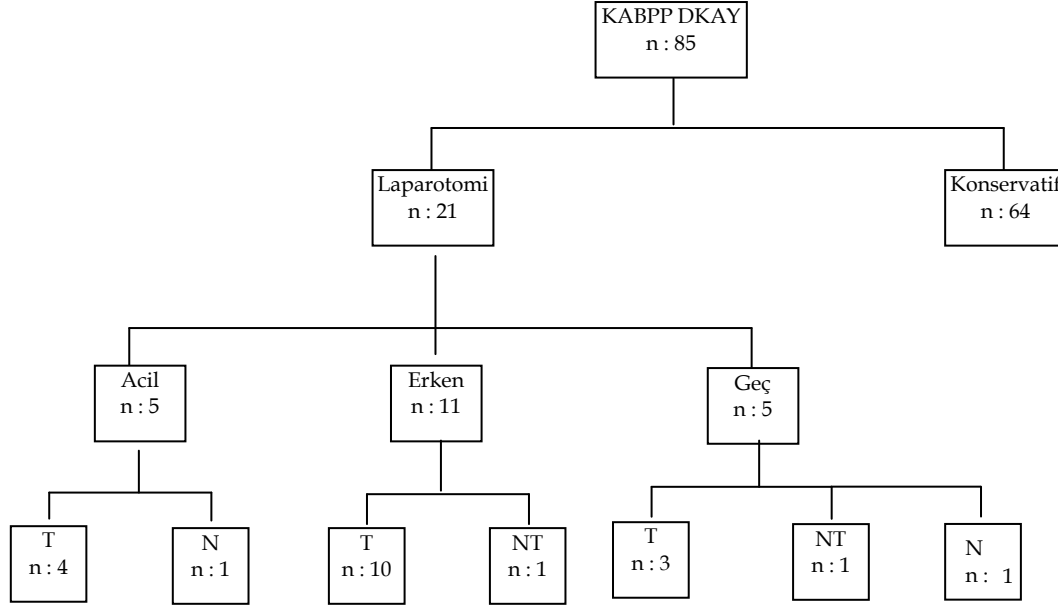 KABPP DKAY
n : 85
Laparotomi
n : 21
Konservatif
n : 64
Acil
n : 5
Erken
n : 11
Geç
n : 5
T
n : 4
N
n : 1
T
n : 10
NT
n : 1
T
n : 3
NT
n : 1
N
n : 1